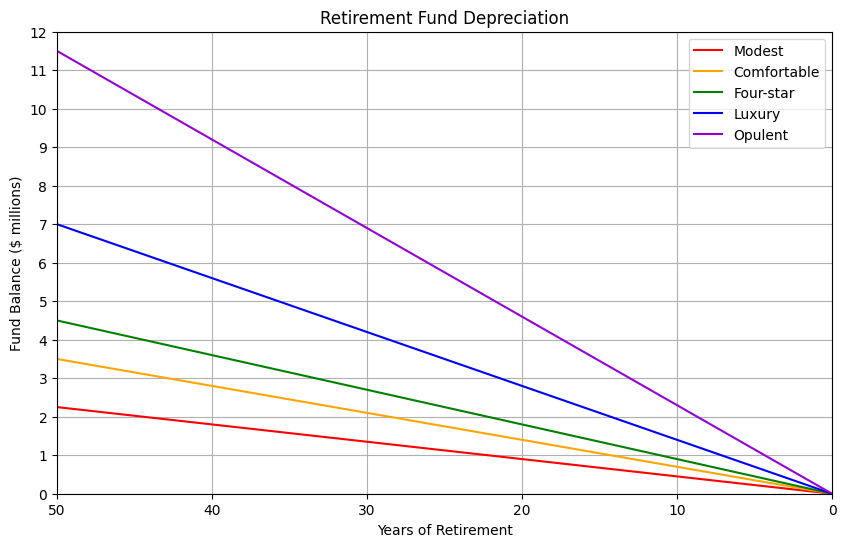 Retirement Fund Depreciation
12
11
10
9
8
7
6
5
4
3
2
1
0
Fund Balance ($ millions)
Modest
Comfortable
Four-star
Luxury
Opulent
50 40 30 20 10 0
Years of Retirement